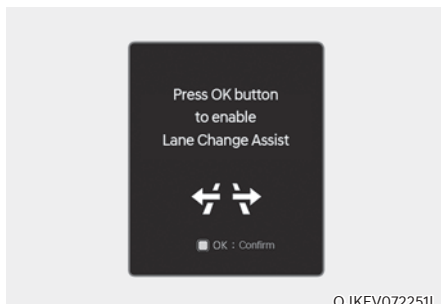 Press OK button
to enable
Lane Change Assist
OK : Confirm